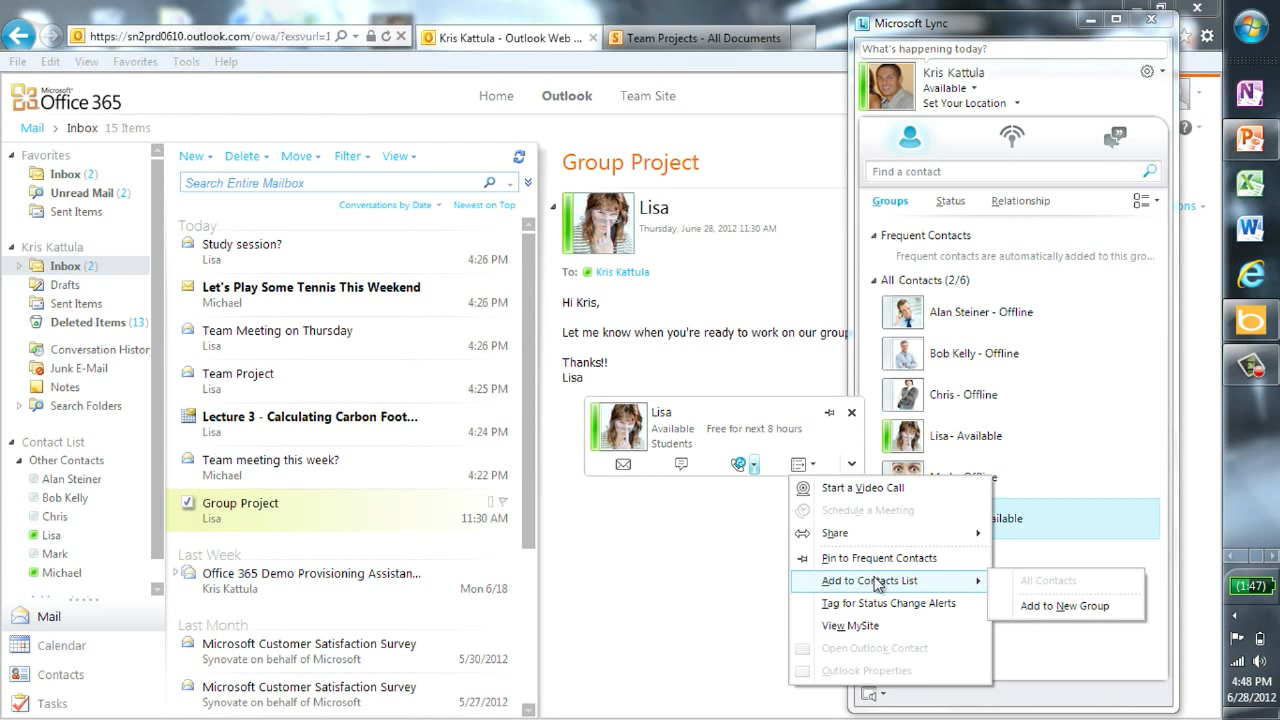 https://sn2prd0610.outlook.com/owa/?exsvurl=1
Kris Kattula - Outlook Web ...
Team Projects - All Documents
File Edit View Favorites Tools Help
Microsoft
Office 365
Home Outlook Team Site
Mail > Inbox 15 Items
Favorites
Inbox (2)
Unread Mail (2)
Sent Items
Kris Kattula
Inbox (2)
Drafts
Sent Items
Deleted Items (13)
Conversation Histor
Junk E-Mail
Notes
Search Folders
Contact List
Other Contacts
Alan Steiner
Bob Kelly
Chris
Lisa
Mark
Michael
Mail
Calendar
Contacts
Tasks
New Delete Move Filter View
Search Entire Mailbox
Conversations by Date Newest on Top
Today
Study session?
Lisa 4:26 PM
Let's Play Some Tennis This Weekend
Michael 4:26 PM
Team Meeting on Thursday
Lisa 4:26 PM
Team Project
Lisa 4:25 PM
Lecture 3 - Calculating Carbon Foot...
Lisa 4:24 PM
Team meeting this week?
Michael 4:22 PM
Group Project
Lisa 11:30 AM
Last Week
Office 365 Demo Provisioning Assistan...
Kris Kattula Mon 6/18
Last Month
Microsoft Customer Satisfaction Survey
Synovate on behalf of Microsoft 5/30/2012
Microsoft Customer Satisfaction Survey
Synovate on behalf of Microsoft 5/27/2012
Group Project
Lisa
Thursday, June 28, 2012 11:30 AM
To: Kris Kattula
Hi Kris,
Let me know when you're ready to work on our group
Thanks!!
Lisa
Lisa
Available Free for next 8 hours
Students
Start a Video Call
Schedule a Meeting
Share
Pin to Frequent Contacts
Add to Contacts List
Tag for Status Change Alerts
View MySite
Open Outlook Contact
Outlook Properties
All Contacts
Add to New Group
Microsoft Lync
What's happening today?
Kris Kattula
Available
Set Your Location
Find a contact
Groups Status Relationship
Frequent Contacts
Frequent contacts are automatically added to this gro...
All Contacts (2/6)
Alan Steiner - Offline
Bob Kelly - Offline
Chris - Offline
Lisa - Available
ailable
(1:47)
4:48 PM
6/28/2012